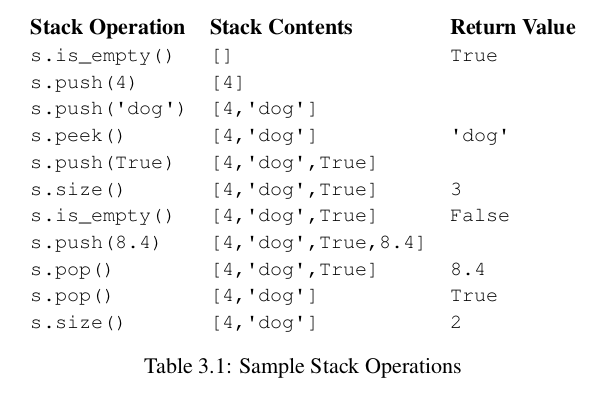 Stack Operation Stack Contents Return Value
s.is_empty() [] True
s.push(4) [4]
s.push('dog') [4,'dog']
s.peek() [4,'dog'] 'dog'
s.push(True) [4,'dog',True]
s.size() [4,'dog',True] 3
s.is_empty() [4,'dog',True] False
s.push(8.4) [4,'dog',True,8.4]
s.pop() [4,'dog',True] 8.4
s.pop() [4,'dog'] True
s.size() [4,'dog'] 2
Table 3.1: Sample Stack Operations